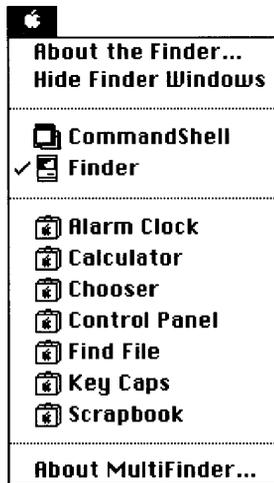 About the Finder...
Hide Finder Windows
CommandShell
Finder
Alarm Clock
Calculator
Chooser
Control Panel
Find File
Key Caps
Scrapbook
About MultiFinder...